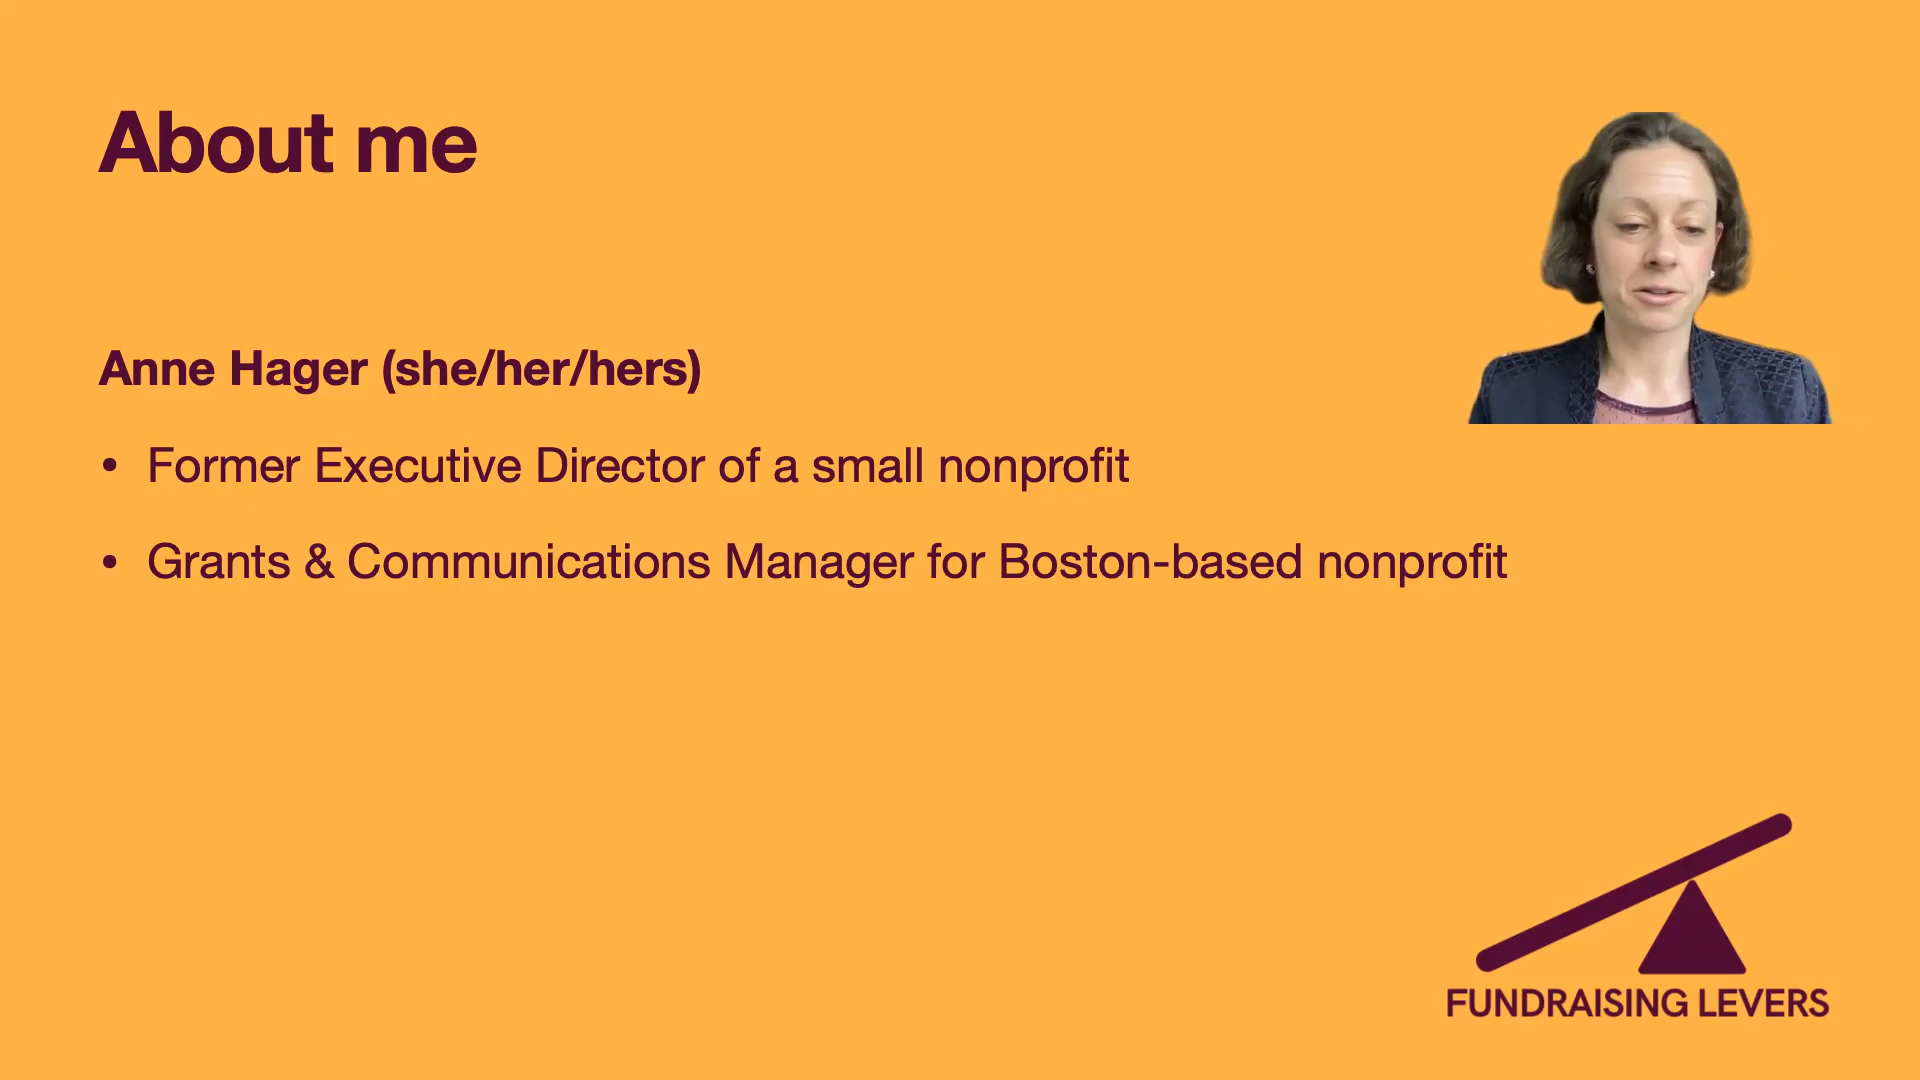 About me
Anne Hager (she/her/hers)
• Former Executive Director of a small nonprofit
• Grants & Communications Manager for Boston-based nonprofit
FUNDRAISING LEVERS